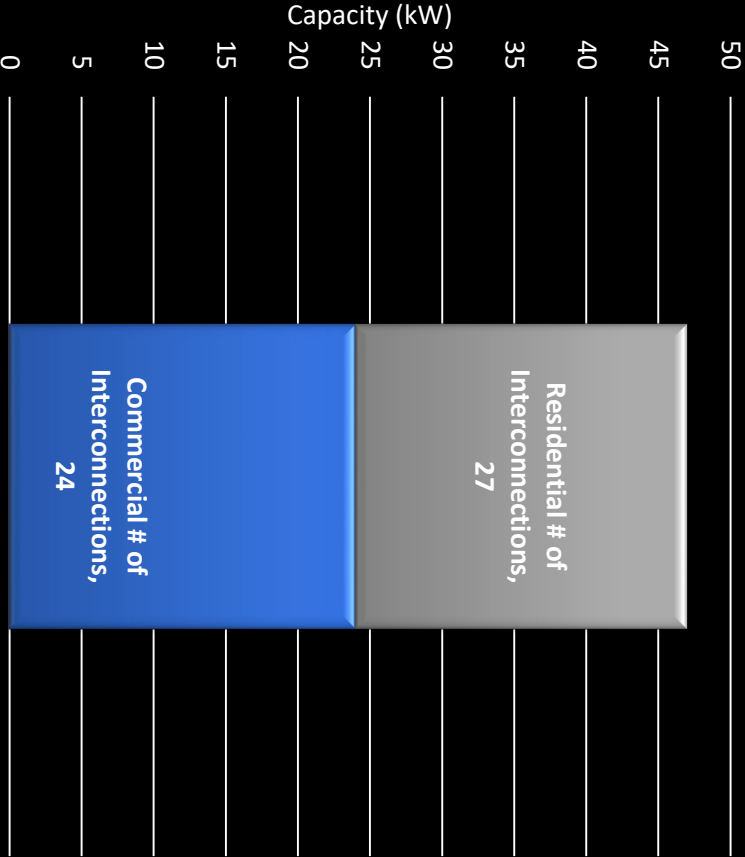 Capacity (kW)
50
45
40
35
30
25
20
15
10
5
0
Residential # of
Interconnections,
27
Commercial # of
Interconnections,
24